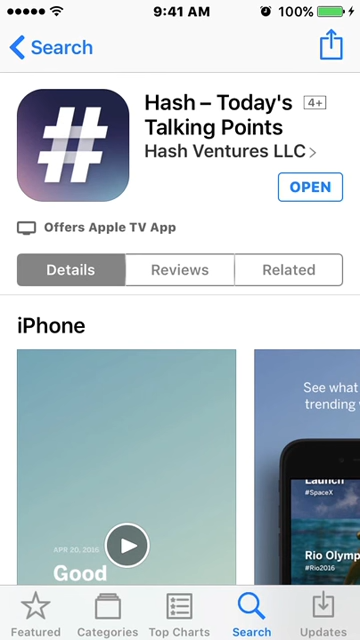 9:41 AM
100%
Search
Hash – Today's 4+
Talking Points
Hash Ventures LLC
OPEN
Offers Apple TV App
Details
Reviews
Related
iPhone
See what
trending
Launch
#SpaceX
Rio Olymp
#Rio2016
APR 20, 2016
Good
Featured
Categories
Top Charts
Search
Updates